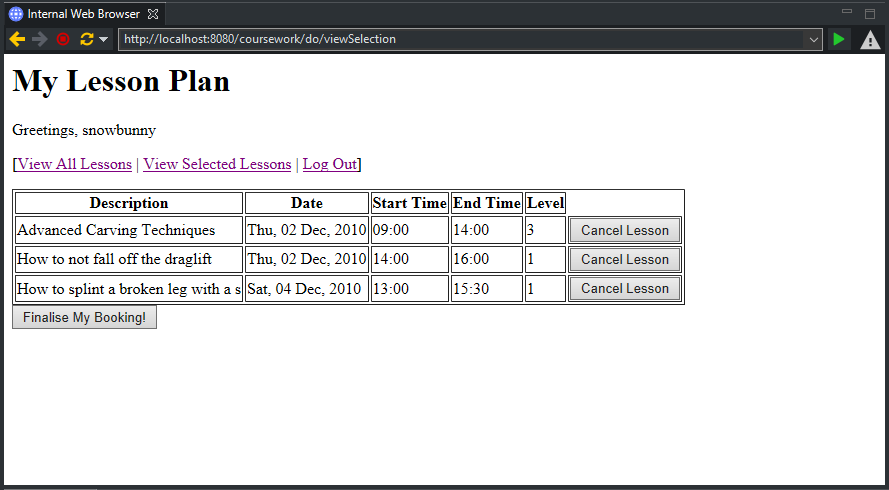 Internal Web Browser
http://localhost:8080/coursework/do/viewSelection
My Lesson Plan
Greetings, snowbunny
[View All Lessons | View Selected Lessons | Log Out]
Description Date Start Time End Time Level
Advanced Carving Techniques Thu, 02 Dec, 2010 09:00 14:00 3 Cancel Lesson
How to not fall off the draglift Thu, 02 Dec, 2010 14:00 16:00 1 Cancel Lesson
How to splint a broken leg with a s Sat, 04 Dec, 2010 13:00 15:30 1 Cancel Lesson
Finalise My Booking!